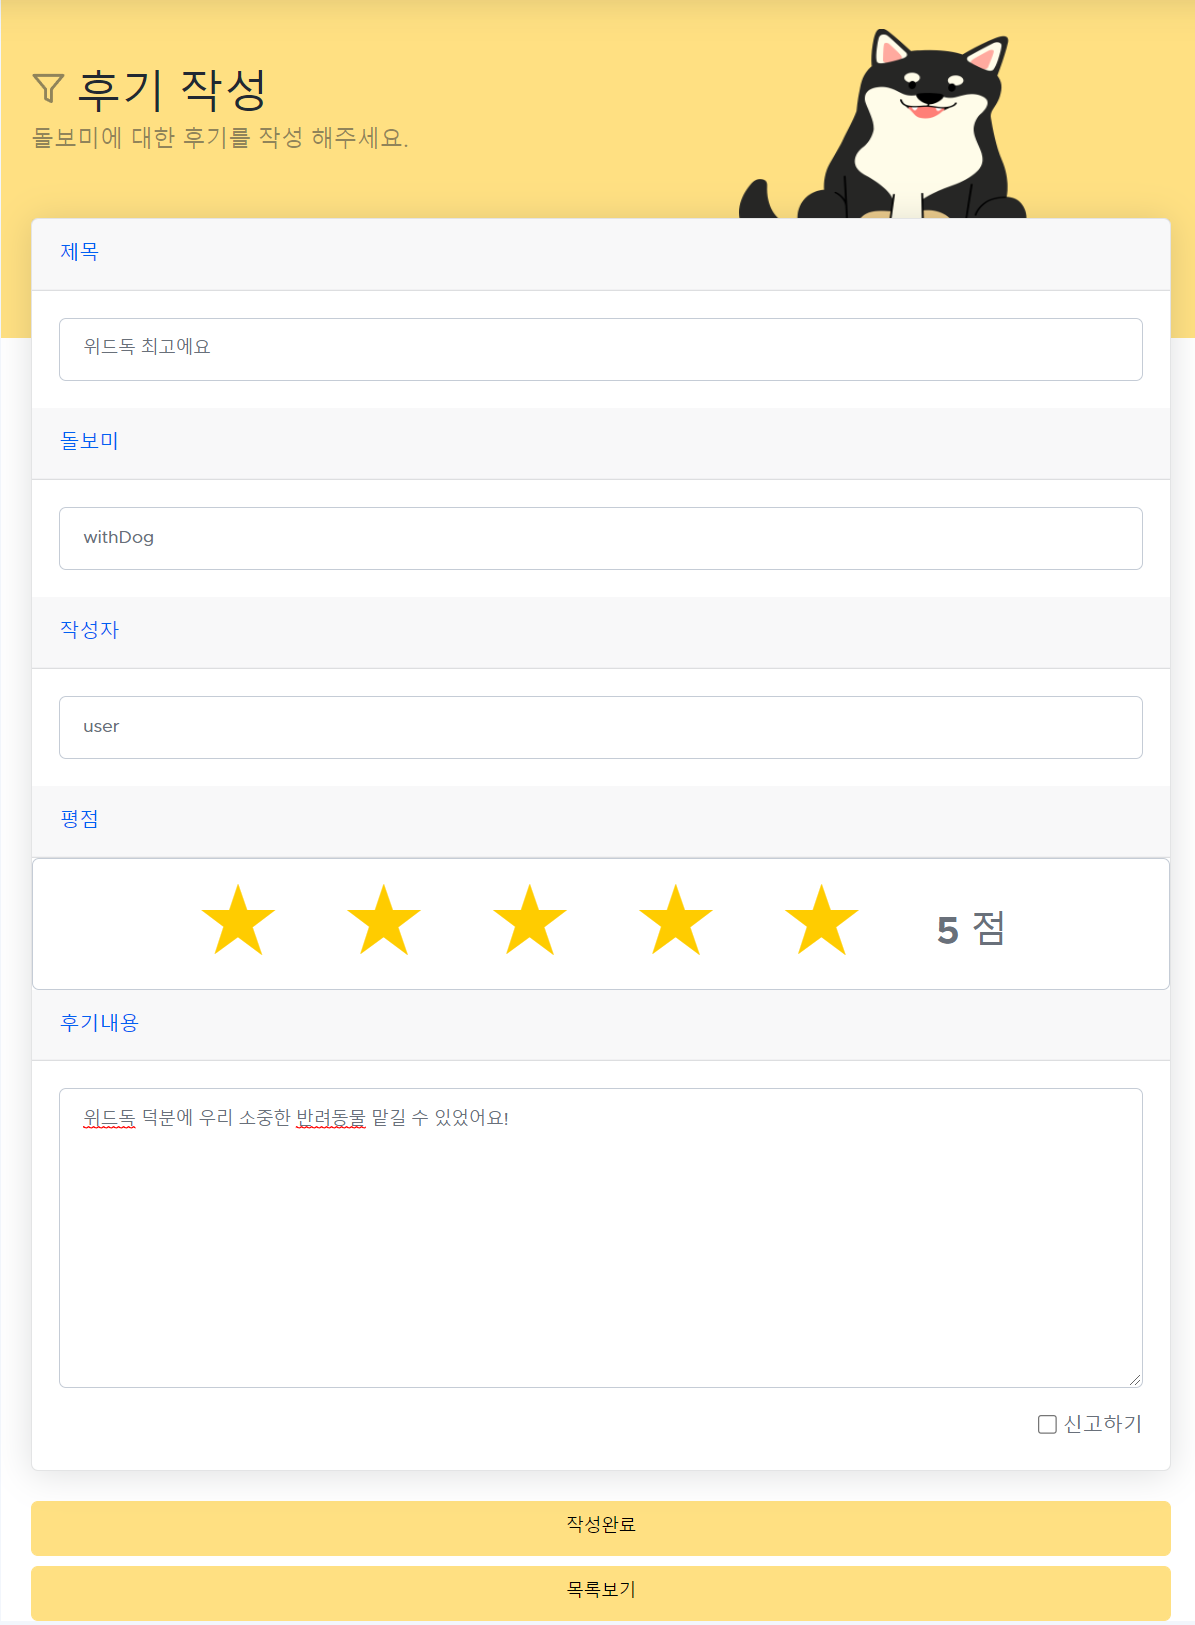 후기 작성
돌보미에 대한 후기를 작성 해주세요.
제목
위드독 최고에요
돌보미
withDog
작성자
user
평점
5 점
후기내용
위드독 덕분에 우리 소중한 반려동물 맡길 수 있었어요!
신고하기
작성완료
목록보기